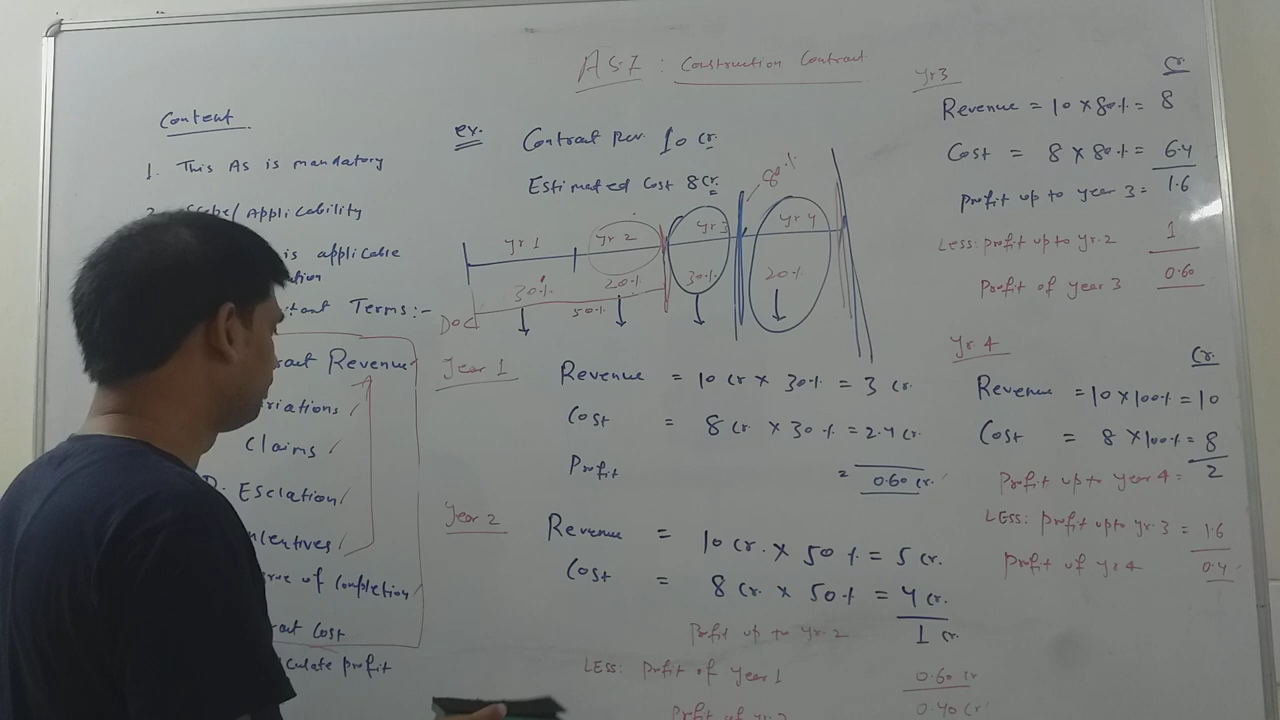 AS-7 : Construction Contract
Content
1. This AS is mandatory
2. Scope/Applicability
is applicable
Terms:-
Revenue
Claims
Esclation
of Completion
Cost
profit
ex. Contract Rev. 10 cr.
Estimated Cost 8 cr.
80%
yr 1 yr 2 yr 3 yr 4
30% 20% 30% 20%
50%
DOC
Year 1
Revenue = 10 cr x 30% = 3 cr.
Cost = 8 cr. x 30% = 2.4 cr.
Profit = 0.60 cr.
Year 2
Revenue = 10 cr. x 50% = 5 cr.
Cost = 8 cr. x 50% = 4 cr.
Profit up to yr. 2 1 cr.
LESS: Profit of year 1 0.60 cr
Profit of yr. 2 0.40 cr
yr 3
Cr.
Revenue = 10 x 80% = 8
Cost = 8 x 80% = 6.4
Profit up to year 3 = 1.6
Less: profit up to yr. 2 1
Profit of year 3 0.60
Yr. 4
Cr.
Revenue = 10 x 100% = 10
Cost = 8 x 100% = 8
Profit up to year 4 = 2
LESS: Profit upto yr. 3 = 1.6
Profit of yr 4 0.4